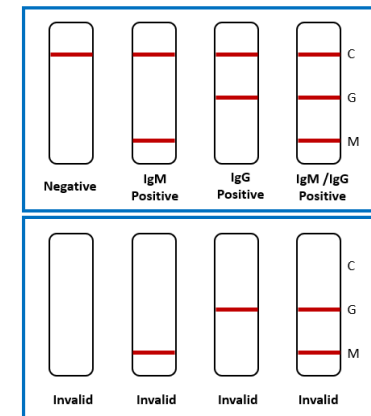 C
G
M
Negative
IgM
Positive
IgG
Positive
IgM /IgG
Positive
C
G
M
Invalid
Invalid
Invalid
Invalid